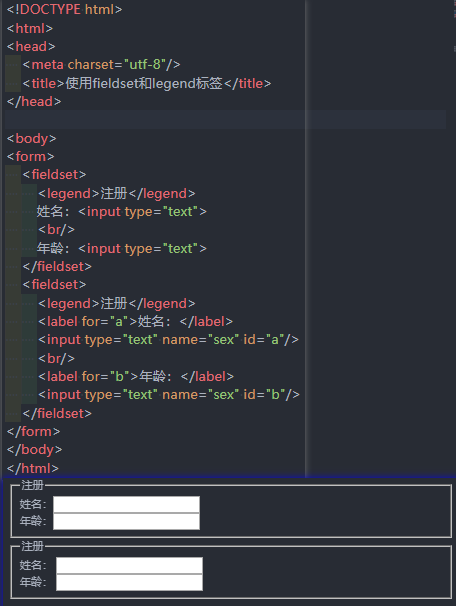 <!DOCTYPE html>
<html>
<head>
<meta charset="utf-8"/>
<title>使用fieldset和legend标签</title>
</head>
<body>
<form>
<fieldset>
<legend>注册</legend>
姓名：<input type="text">
<br/>
年龄：<input type="text">
</fieldset>
<fieldset>
<legend>注册</legend>
<label for="a">姓名：</label>
<input type="text" name="sex" id="a"/>
<br/>
<label for="b">年龄：</label>
<input type="text" name="sex" id="b"/>
</fieldset>
</form>
</body>
</html>
注册
姓名：
年龄：
注册
姓名：
年龄：